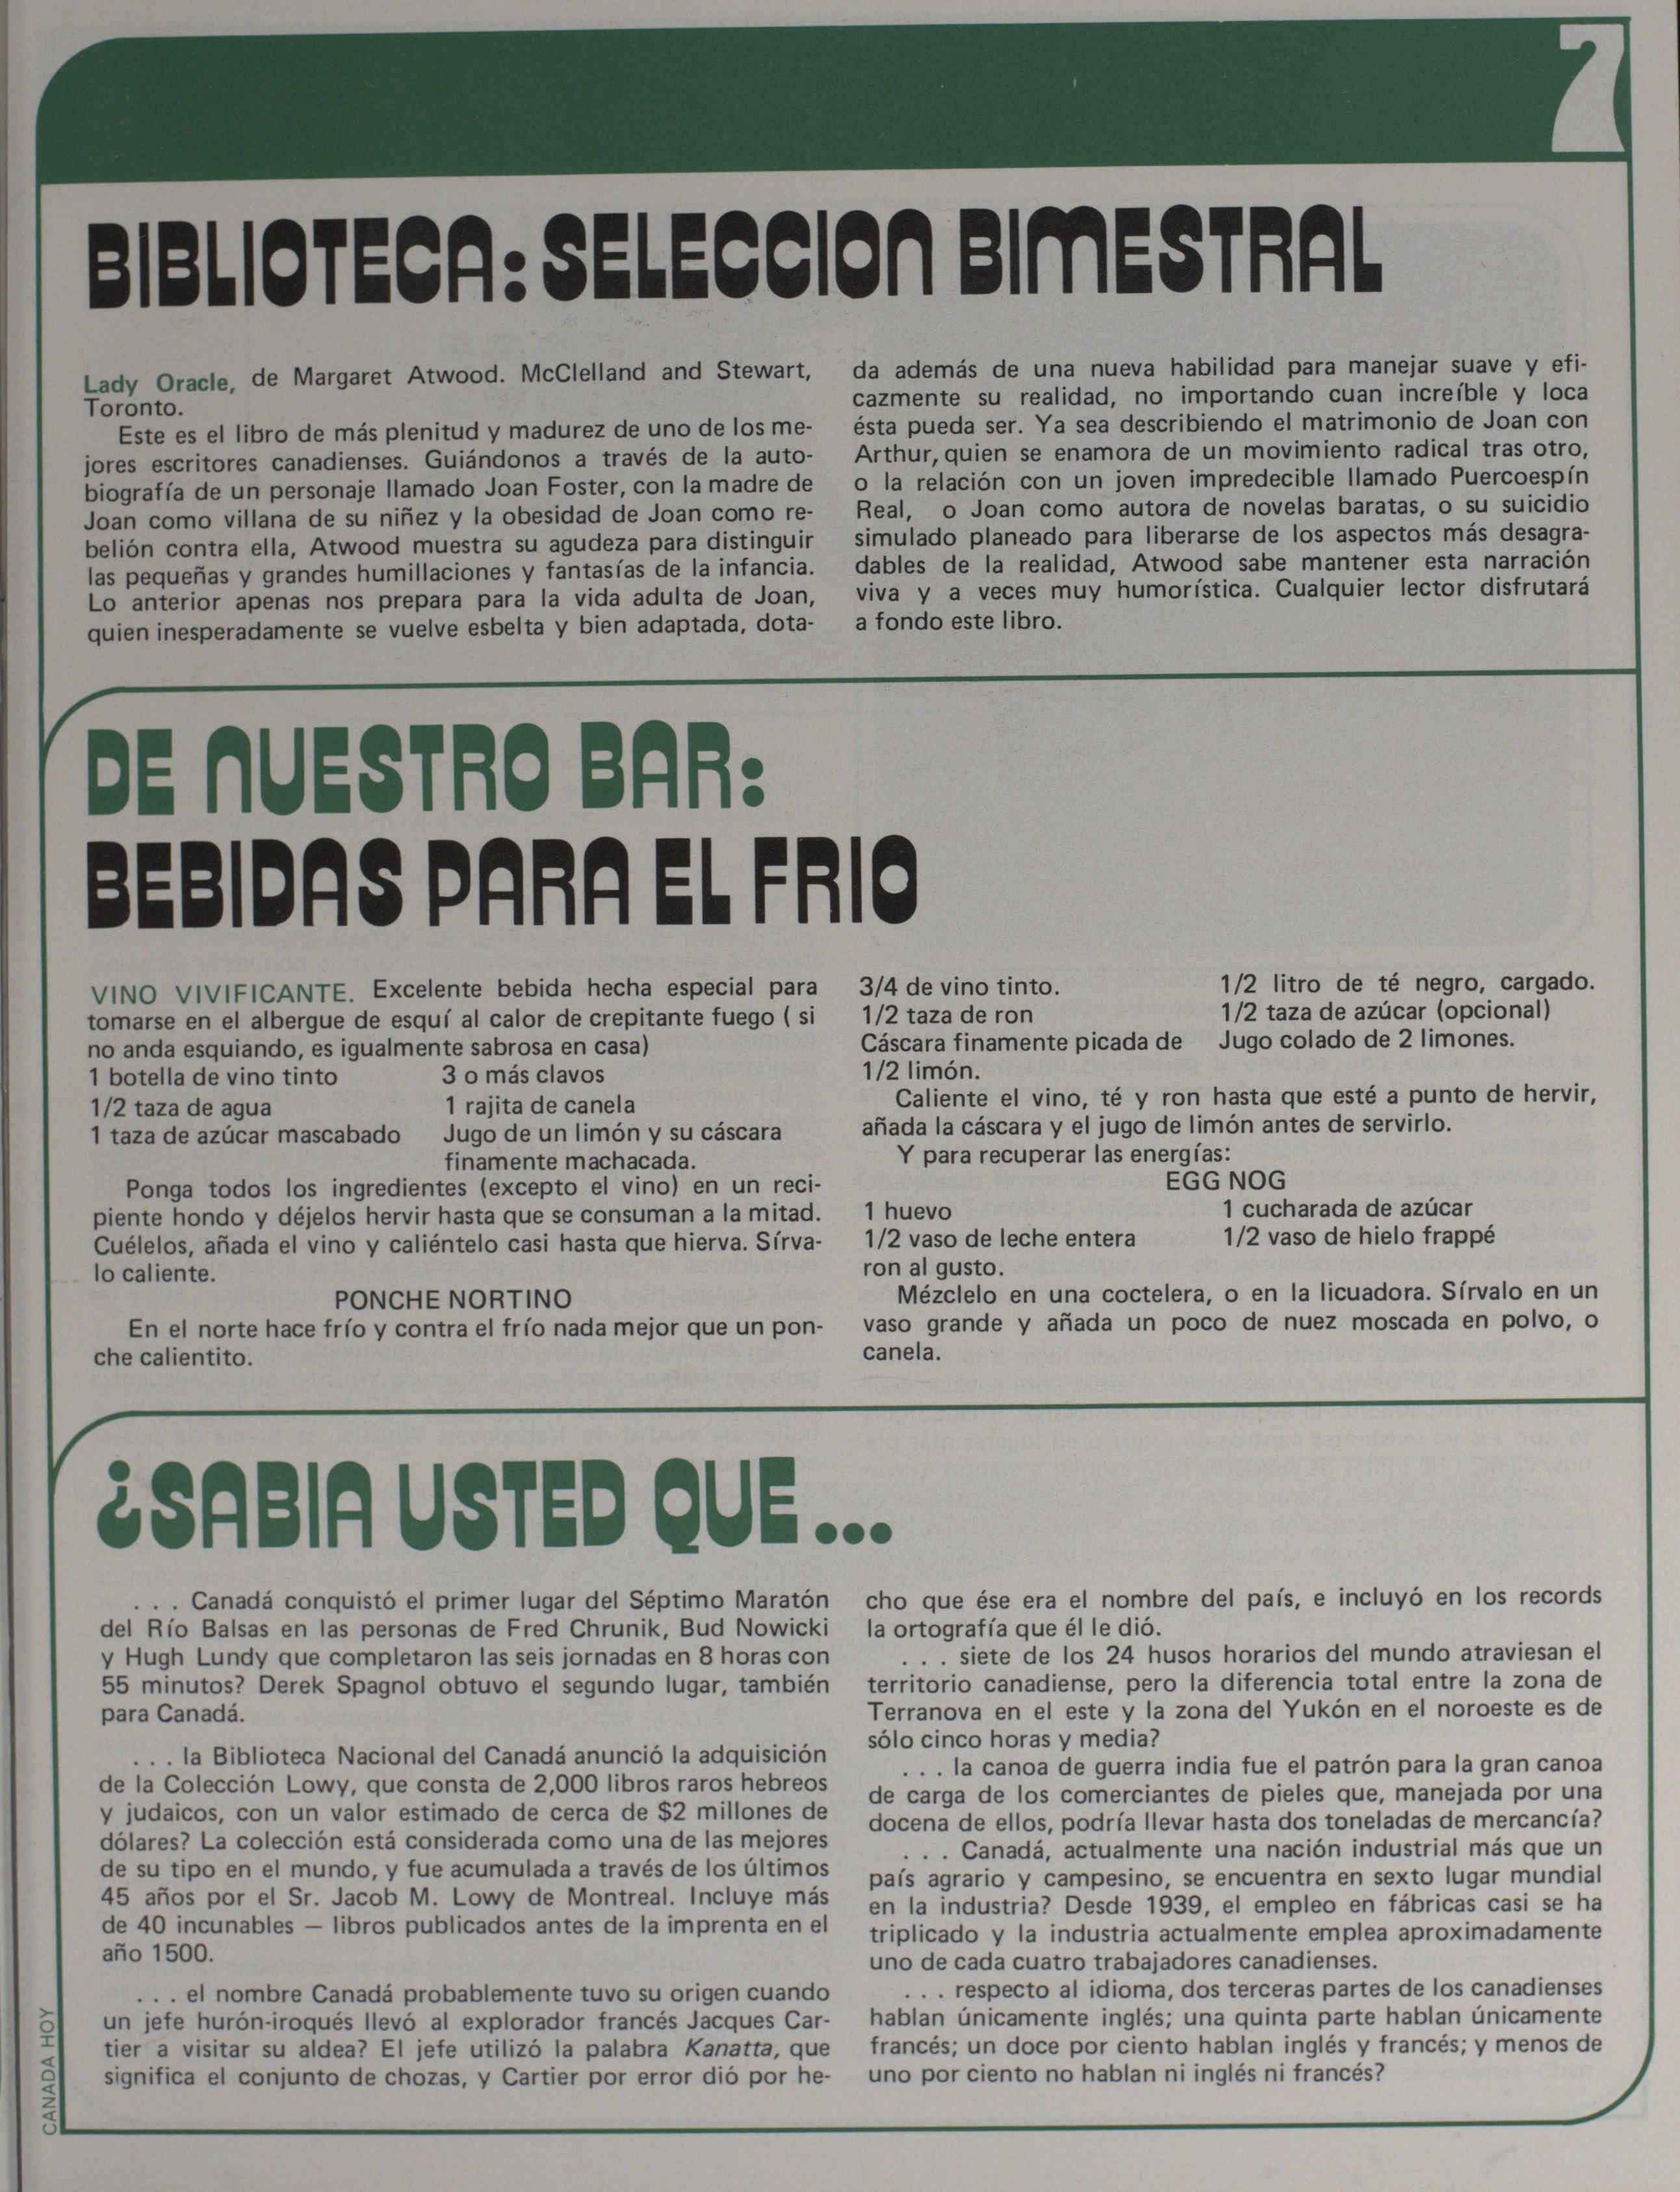 7
BIBLIOTECA: SELECCION BIMESTRAL
Lady Oracle, de Margaret Atwood. McClelland and Stewart,
Toronto.
Este es el libro de más plenitud y madurez de uno de los me-
jores escritores canadienses. Guiándonos a través de la auto-
biografía de un personaje llamado Joan Foster, con la madre de
Joan como villana de su niñez y la obesidad de Joan como re-
belión contra ella, Atwood muestra su agudeza para distinguir
las pequeñas y grandes humillaciones y fantasías de la infancia.
Lo anterior apenas nos prepara para la vida adulta de Joan,
quien inesperadamente se vuelve esbelta y bien adaptada, dota-
da además de una nueva habilidad para manejar suave y efi-
cazmente su realidad, no importando cuan increíble y loca
ésta pueda ser. Ya sea describiendo el matrimonio de Joan con
Arthur, quien se enamora de un movimiento radical tras otro,
o la relación con un joven impredecible llamado Puercoespín
Real, o Joan como autora de novelas baratas, o su suicidio
simulado planeado para liberarse de los aspectos más desagra-
dables de la realidad, Atwood sabe mantener esta narración
viva y a veces muy humorística. Cualquier lector disfrutará
a fondo este libro.
DE NUESTRO BAR:
BEBIDAS PARA EL FRIO
VINO VIVIFICANTE. Excelente bebida hecha especial para
tomarse en el albergue de esquí al calor de crepitante fuego ( si
no anda esquiando, es igualmente sabrosa en casa)
1 botella de vino tinto 3 o más clavos
1/2 taza de agua 1 rajita de canela
1 taza de azúcar mascabado Jugo de un limón y su cáscara
finamente machacada.
Ponga todos los ingredientes (excepto el vino) en un reci-
piente hondo y déjelos hervir hasta que se consuman a la mitad.
Cuélelos, añada el vino y caliéntelo casi hasta que hierva. Sírva-
lo caliente.
PONCHE NORTINO
En el norte hace frío y contra el frío nada mejor que un pon-
che calientito.
3/4 de vino tinto. 1/2 litro de té negro, cargado.
1/2 taza de ron 1/2 taza de azúcar (opcional)
Cáscara finamente picada de Jugo colado de 2 limones.
1/2 limón.
Caliente el vino, té y ron hasta que esté a punto de hervir,
añada la cáscara y el jugo de limón antes de servirlo.
Y para recuperar las energías:
EGG NOG
1 huevo 1 cucharada de azúcar
1/2 vaso de leche entera 1/2 vaso de hielo frappé
ron al gusto.
Mézclelo en una coctelera, o en la licuadora. Sírvalo en un
vaso grande y añada un poco de nuez moscada en polvo, o
canela.
¿SABIA USTED QUE...
. . . Canadá conquistó el primer lugar del Séptimo Maratón
del Río Balsas en las personas de Fred Chrunik, Bud Nowicki
y Hugh Lundy que completaron las seis jornadas en 8 horas con
55 minutos? Derek Spagnol obtuvo el segundo lugar, también
para Canadá.
. . . la Biblioteca Nacional del Canadá anunció la adquisición
de la Colección Lowy, que consta de 2,000 libros raros hebreos
y judaicos, con un valor estimado de cerca de $2 millones de
dólares? La colección está considerada como una de las mejores
de su tipo en el mundo, y fue acumulada a través de los últimos
45 años por el Sr. Jacob M. Lowy de Montreal. Incluye más
de 40 incunables — libros publicados antes de la imprenta en el
año 1500.
. . . el nombre Canadá probablemente tuvo su origen cuando
un jefe hurón-iroqués llevó al explorador francés Jacques Car-
tier a visitar su aldea? El jefe utilizó la palabra Kanatta, que
significa el conjunto de chozas, y Cartier por error dió por he-
cho que ése era el nombre del país, e incluyó en los records
la ortografía que él le dió.
. . . siete de los 24 husos horarios del mundo atraviesan el
territorio canadiense, pero la diferencia total entre la zona de
Terranova en el este y la zona del Yukón en el noroeste es de
sólo cinco horas y media?
. . . la canoa de guerra india fue el patrón para la gran canoa
de carga de los comerciantes de pieles que, manejada por una
docena de ellos, podría llevar hasta dos toneladas de mercancía?
. . . Canadá, actualmente una nación industrial más que un
país agrario y campesino, se encuentra en sexto lugar mundial
en la industria? Desde 1939, el empleo en fábricas casi se ha
triplicado y la industria actualmente emplea aproximadamente
uno de cada cuatro trabajadores canadienses.
. . . respecto al idioma, dos terceras partes de los canadienses
hablan únicamente inglés; una quinta parte hablan únicamente
francés; un doce por ciento hablan inglés y francés; y menos de
uno por ciento no hablan ni inglés ni francés?
CANADA HOY